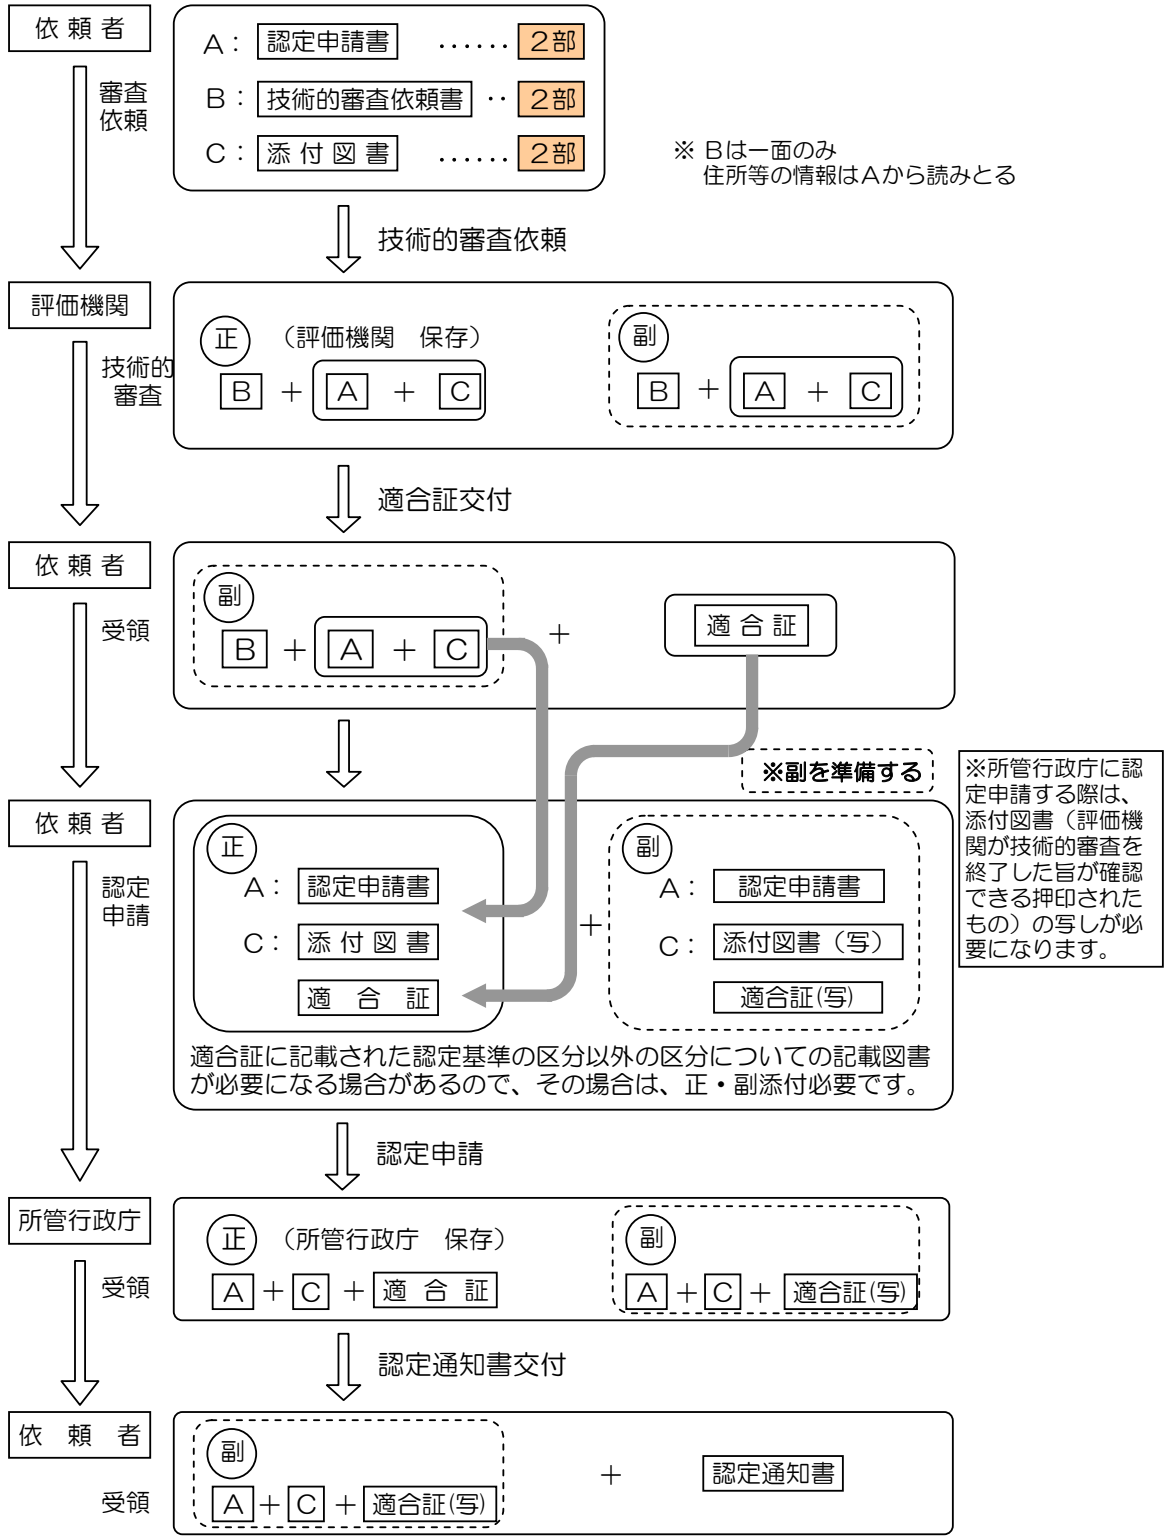 依 頼 者
A： 認定申請書 …… ２部
審査
依頼
B： 技術的審査依頼書 ‥ ２部
C： 添 付 図 書 …… ２部
※ Bは一面のみ
住所等の情報はAから読みとる
技術的審査依頼
評価機関
正 （評価機関　保存）
副
技術的
審査
B ＋ A ＋ C
B ＋ A ＋ C
適合証交付
依 頼 者
副
受領
B ＋ A ＋ C ＋ 適 合 証
※副を準備する
※所管行政庁に認
定申請する際は、
添付図書（評価機
関が技術的審査を
終了した旨が確認
できる押印された
もの）の写しが必
要になります。
依 頼 者
認定
申請
正
A： 認定申請書
C： 添 付 図 書
適　合　証
＋
副
A： 認定申請書
C： 添付図書（写）
適合証(写)
適合証に記載された認定基準の区分以外の区分についての記載図書
が必要になる場合があるので、その場合は、正・副添付必要です。
認定申請
所管行政庁
正 （所管行政庁　保存）
副
受領
A ＋ C ＋ 適 合 証
A ＋ C ＋ 適合証(写)
認定通知書交付
依　頼　者
副
受領
A ＋ C ＋ 適合証(写) ＋ 認定通知書